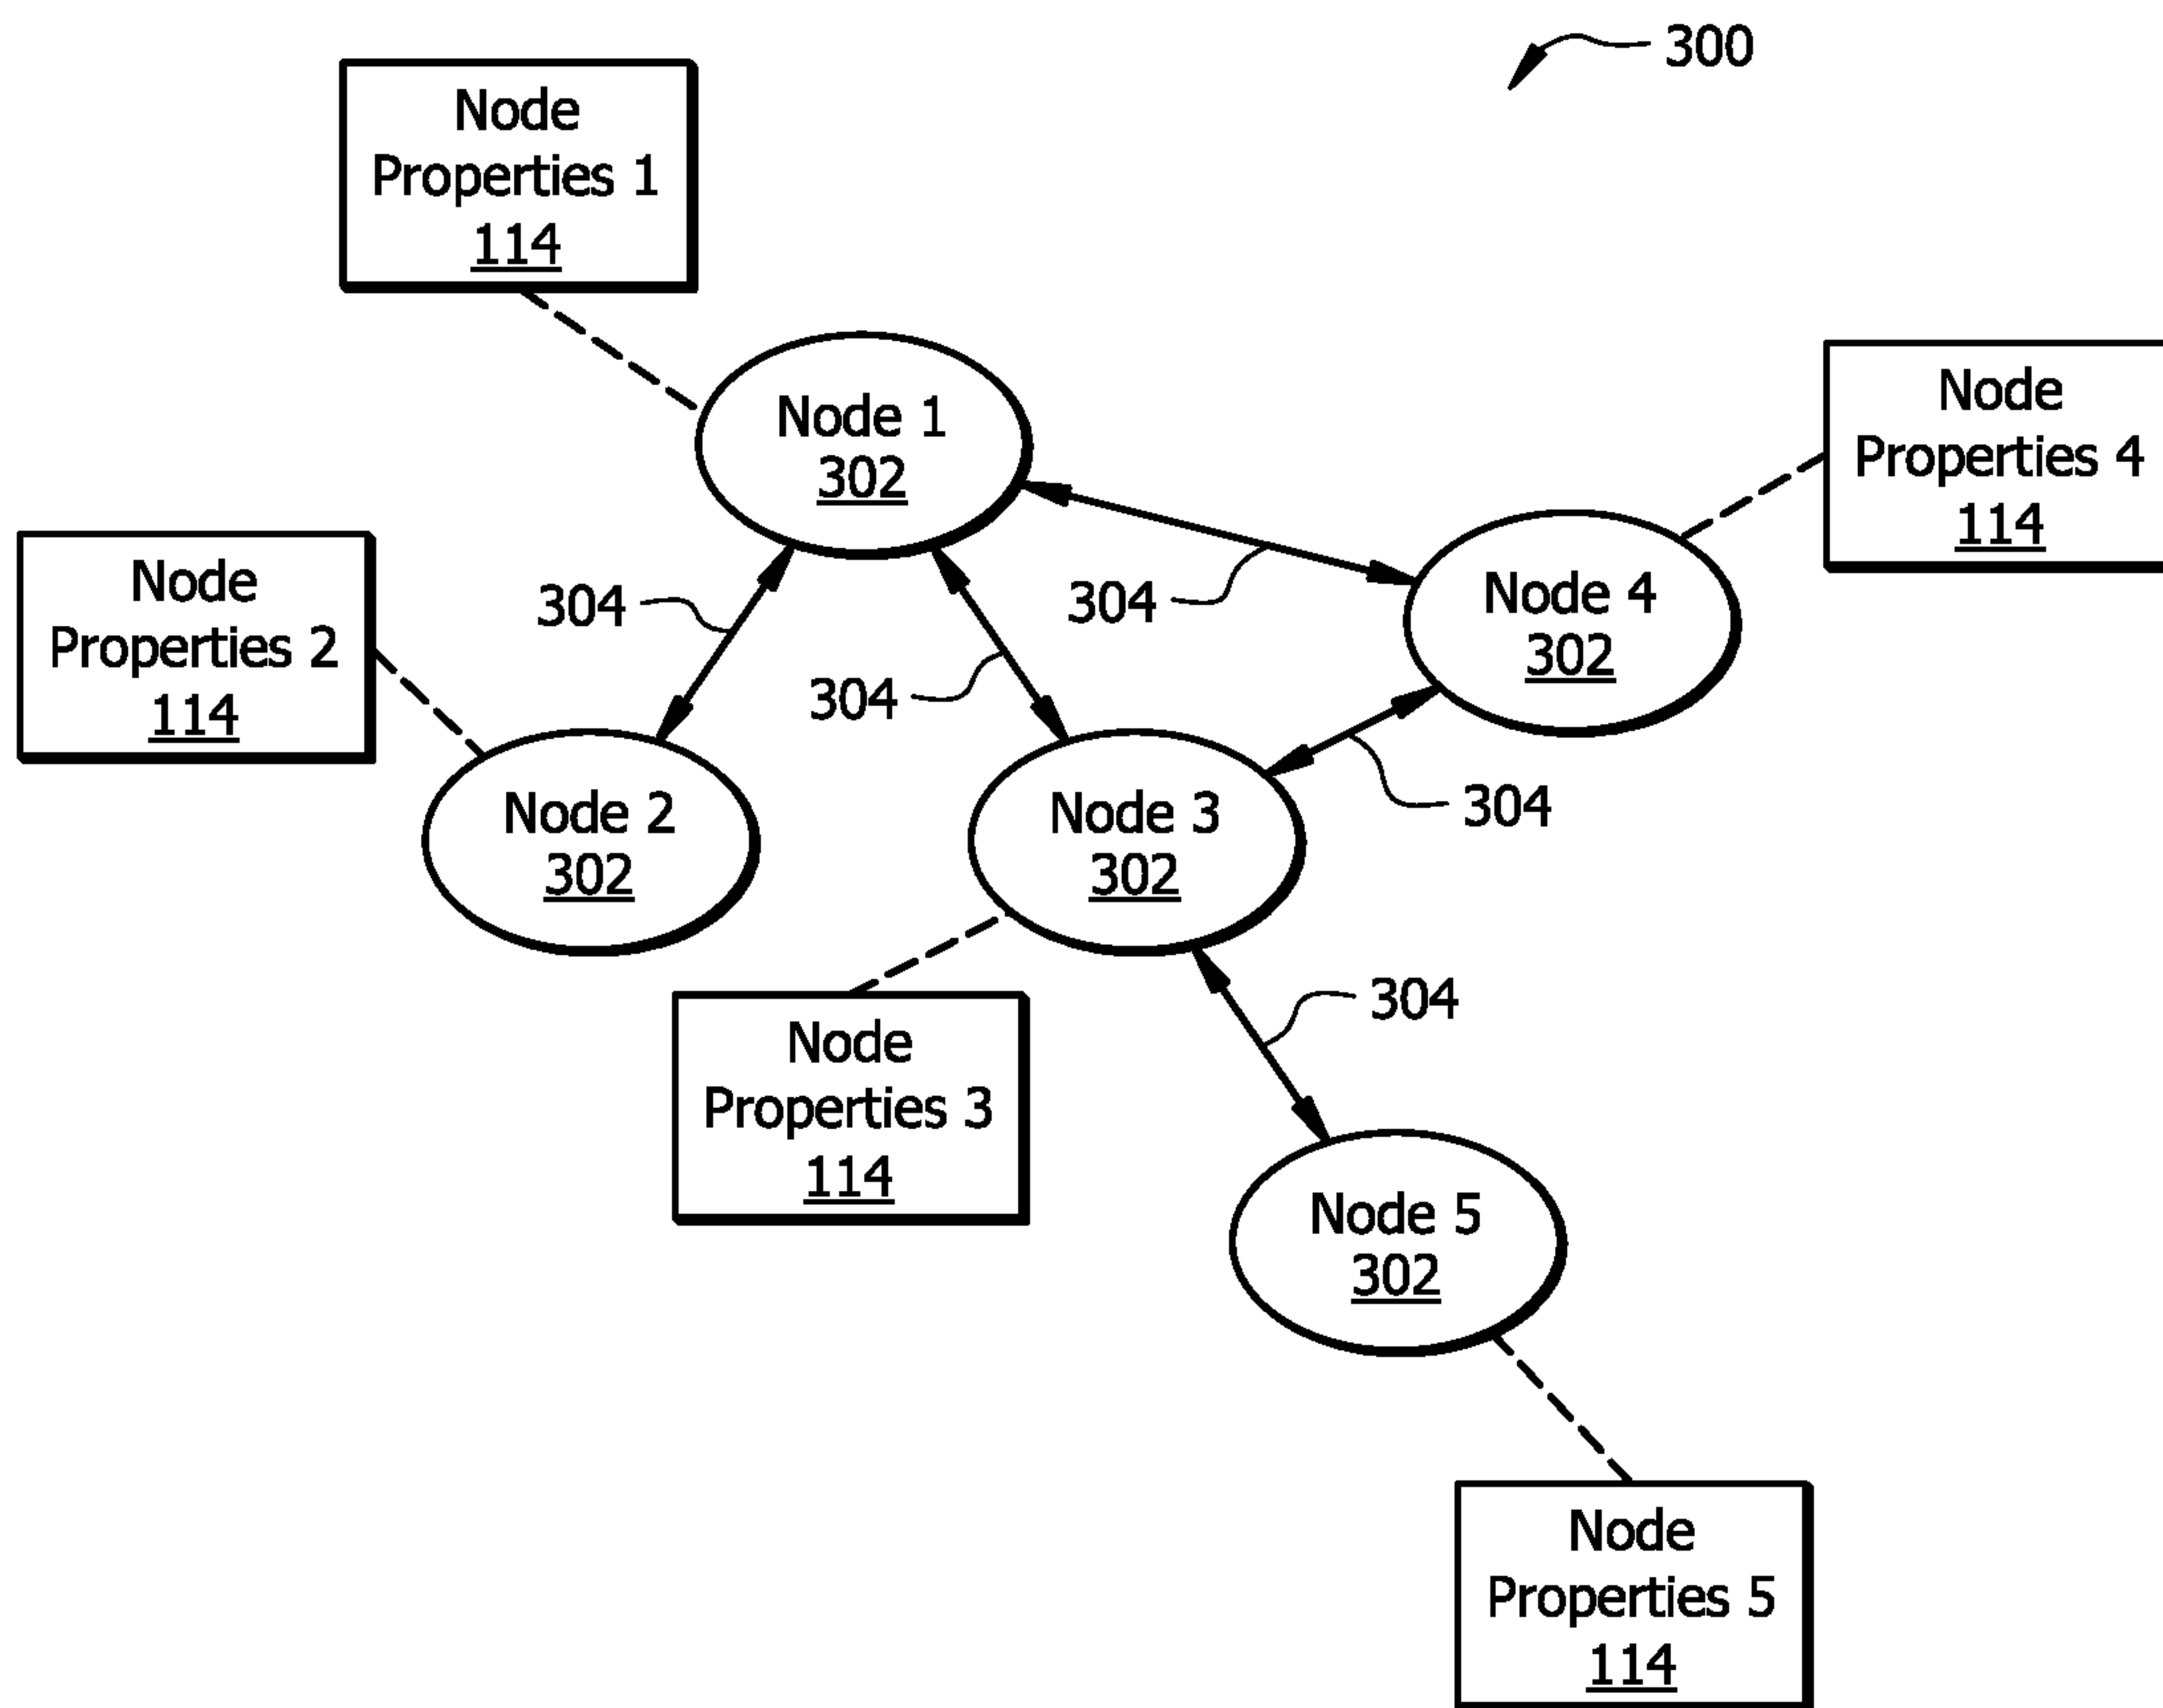 300
Node
Properties 1
114
Node 1
302
Node
Properties 4
114
Node
Properties 2
114
304
304
304
Node 4
302
Node 2
302
Node 3
302
304
304
Node
Properties 3
114
Node 5
302
Node
Properties 5
114